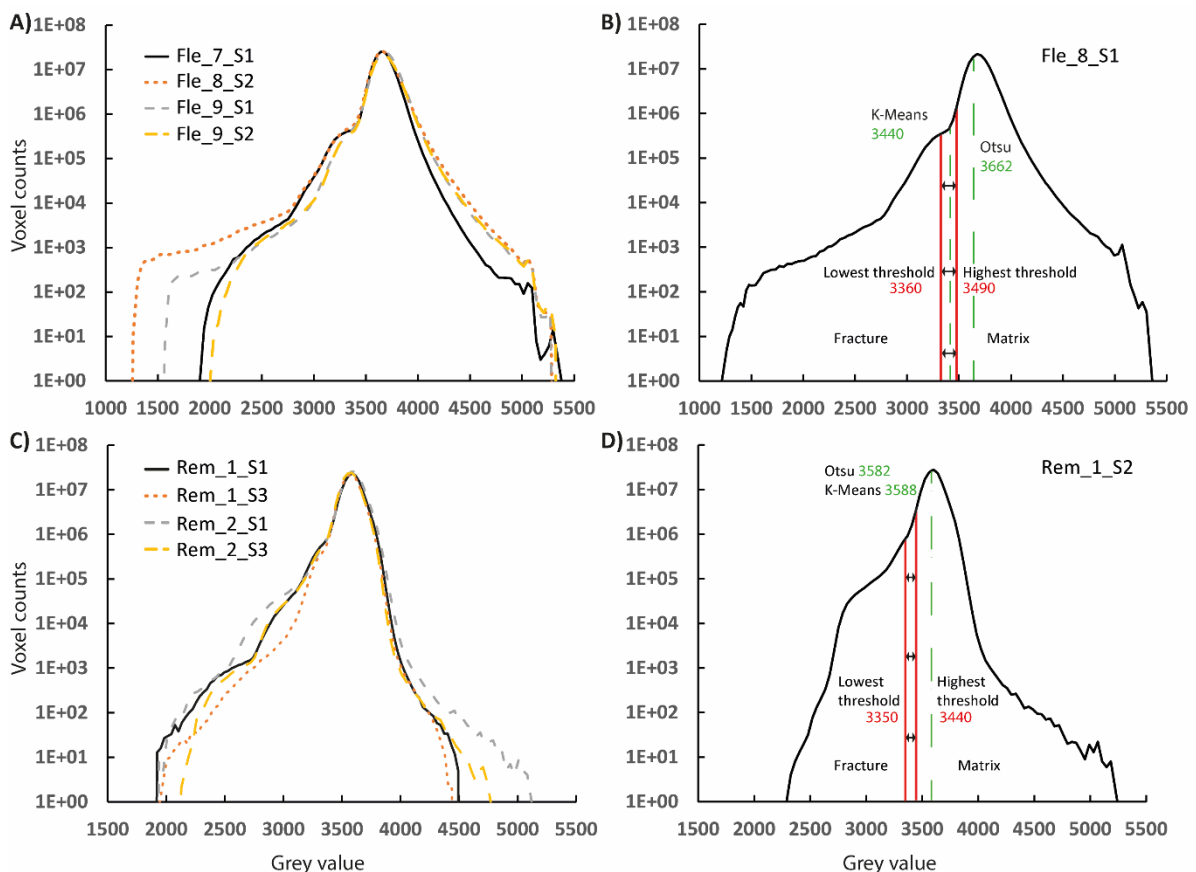 A)
Voxel counts
1E+08
1E+07
1E+06
1E+05
1E+04
1E+03
1E+02
1E+01
1E+00
Fle_7_S1
Fle_8_S2
Fle_9_S1
Fle_9_S2
1000 1500 2000 2500 3000 3500 4000 4500 5000 5500
B)
Fle_8_S1
1E+08
1E+07
1E+06
1E+05
1E+04
1E+03
1E+02
1E+01
1E+00
K-Means
3440
Otsu
3662
Lowest threshold
3360
Highest threshold
3490
Fracture
Matrix
1000 1500 2000 2500 3000 3500 4000 4500 5000 5500
C)
Voxel counts
1E+08
1E+07
1E+06
1E+05
1E+04
1E+03
1E+02
1E+01
1E+00
Rem_1_S1
Rem_1_S3
Rem_2_S1
Rem_2_S3
1500 2000 2500 3000 3500 4000 4500 5000 5500
Grey value
D)
Rem_1_S2
1E+08
1E+07
1E+06
1E+05
1E+04
1E+03
1E+02
1E+01
1E+00
Otsu 3582
K-Means 3588
Lowest
threshold
3350
Highest
threshold
3440
Fracture
Matrix
1500 2000 2500 3000 3500 4000 4500 5000 5500
Grey value